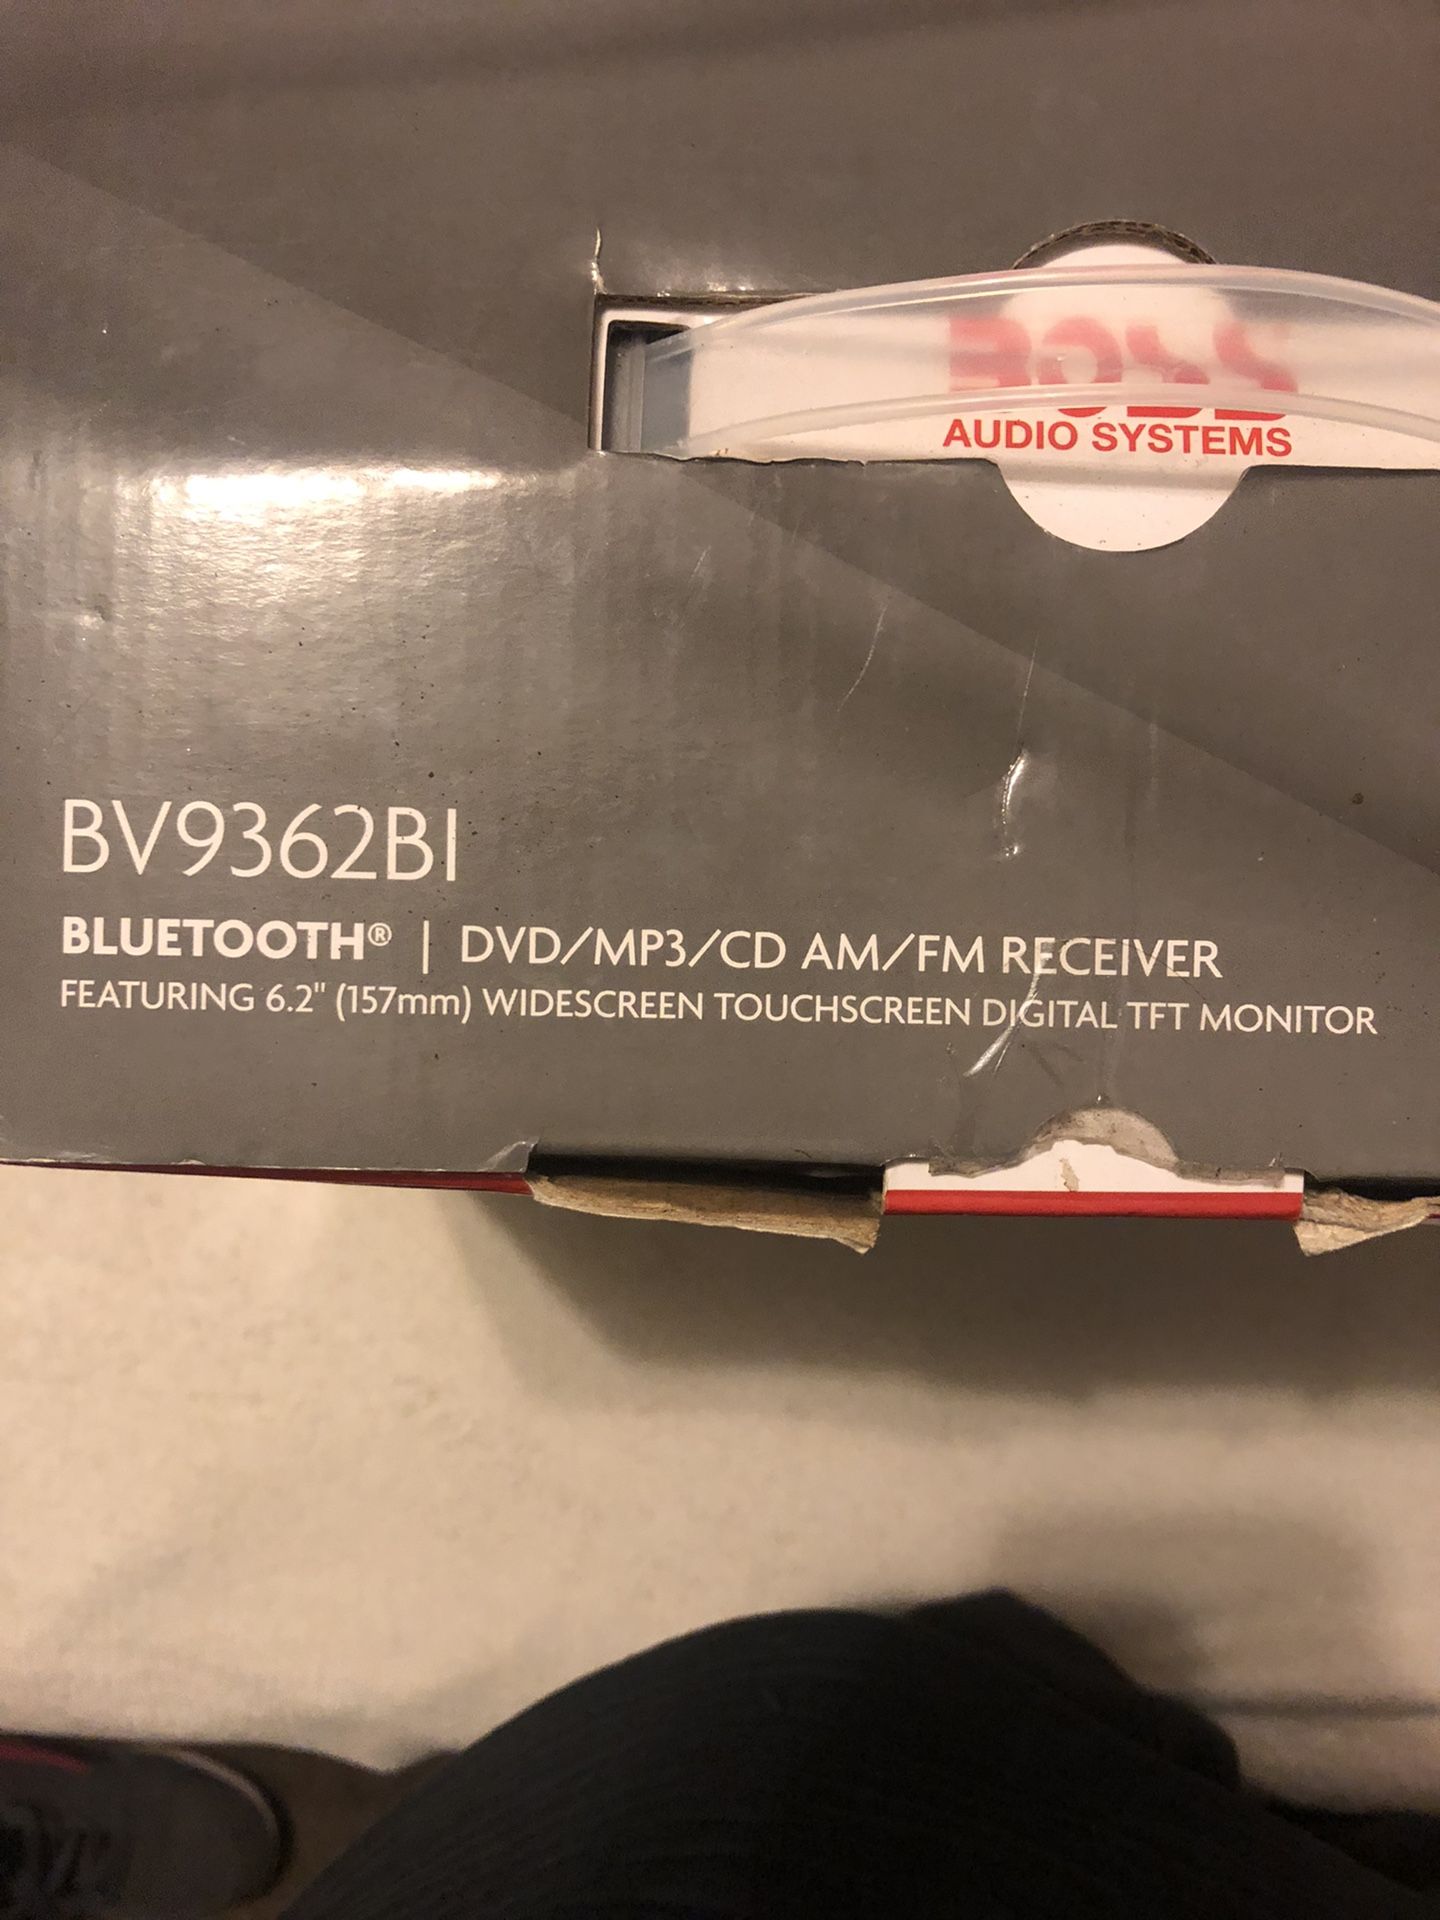 BOSS
AUDIO SYSTEMS
BV9362BI
BLUETOOTH® | DVD/MP3/CD AM/FM RECEIVER
FEATURING 6.2" (157mm) WIDESCREEN TOUCHSCREEN DIGITAL TFT MONITOR